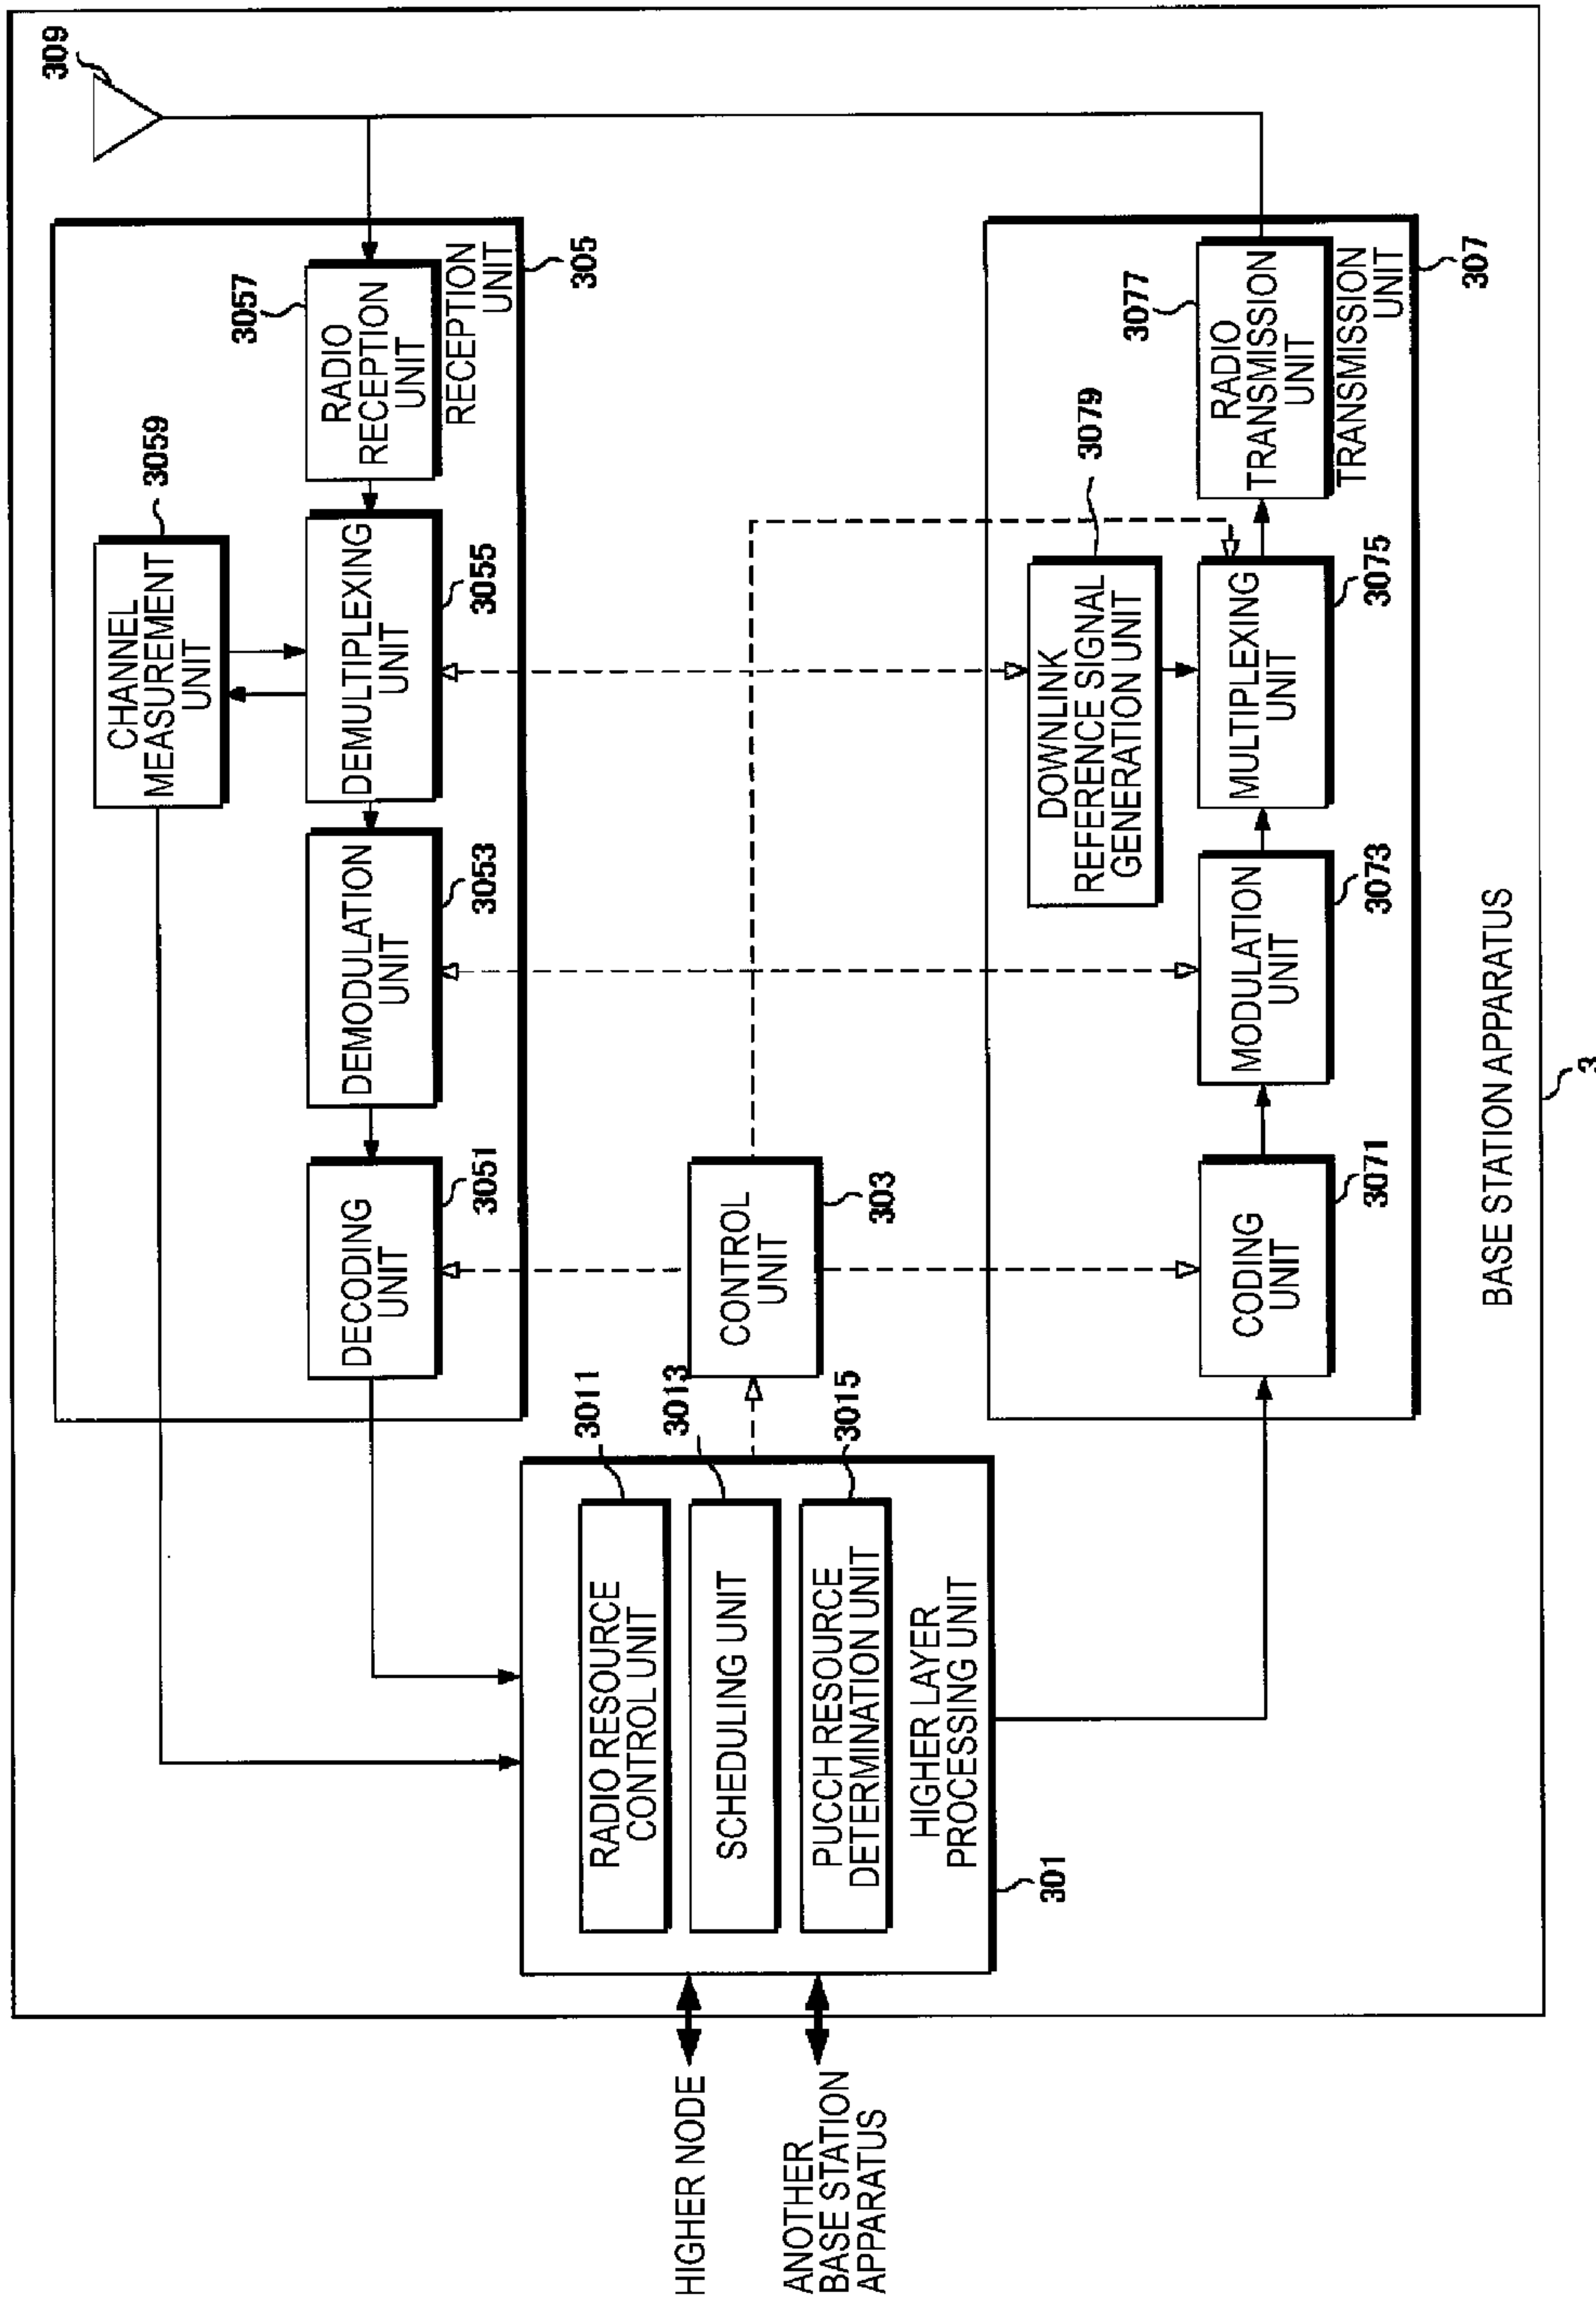 309
3059
CHANNEL
MEASUREMENT
UNIT
3057
RADIO
RECEPTION
UNIT
RECEPTION
UNIT
305
DEMULTIPLEXING
UNIT
3055
DEMODULATION
UNIT
3053
DECODING
UNIT
3051
HIGHER NODE
ANOTHER
BASE STATION
APPARATUS
3011
RADIO RESOURCE
CONTROL UNIT
3013
SCHEDULING UNIT
3015
PUCCH RESOURCE
DETERMINATION UNIT
HIGHER LAYER
PROCESSING UNIT
301
CONTROL
UNIT
303
3079
DOWNLINK
REFERENCE SIGNAL
GENERATION UNIT
CODING
UNIT
3071
MODULATION
UNIT
3073
MULTIPLEXING
UNIT
3075
3077
RADIO
TRANSMISSION
UNIT
TRANSMISSION
UNIT
307
BASE STATION APPARATUS
3